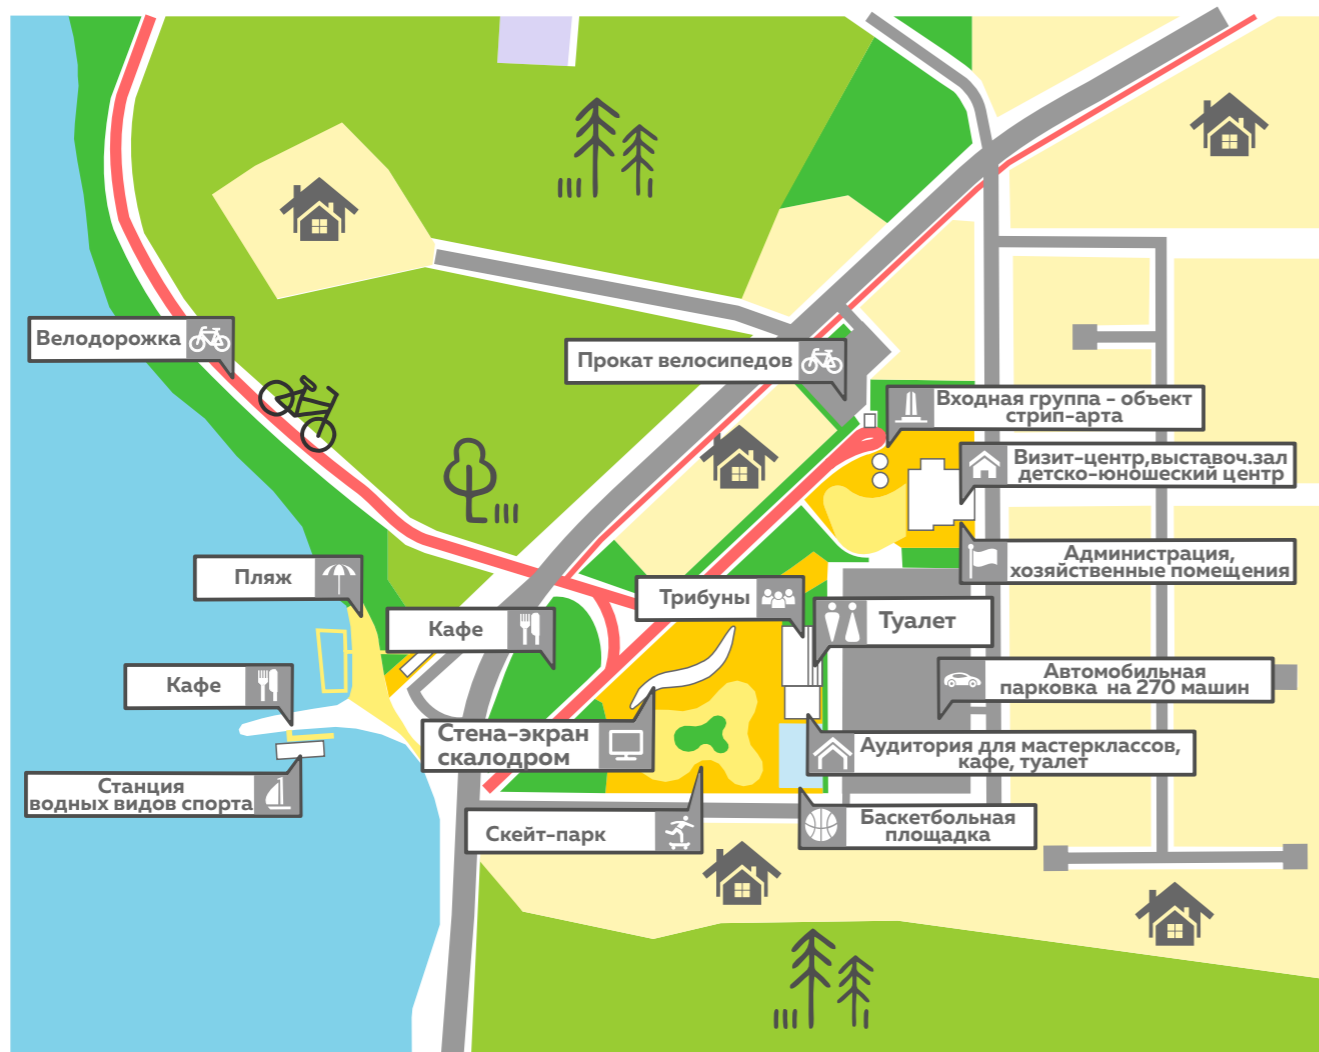 Велодорожка
Прокат велосипедов
Входная группа - объект
стрип-арта
Визит-центр,выставоч.зал
детско-юношеский центр
Администрация,
хозяйственные помещения
Пляж
Трибуны
Туалет
Кафе
Кафе
Автомобильная
парковка на 270 машин
Стена-экран
скалодром
Аудитория для мастерклассов,
кафе, туалет
Станция
водных видов спорта
Скейт-парк
Баскетбольная
площадка